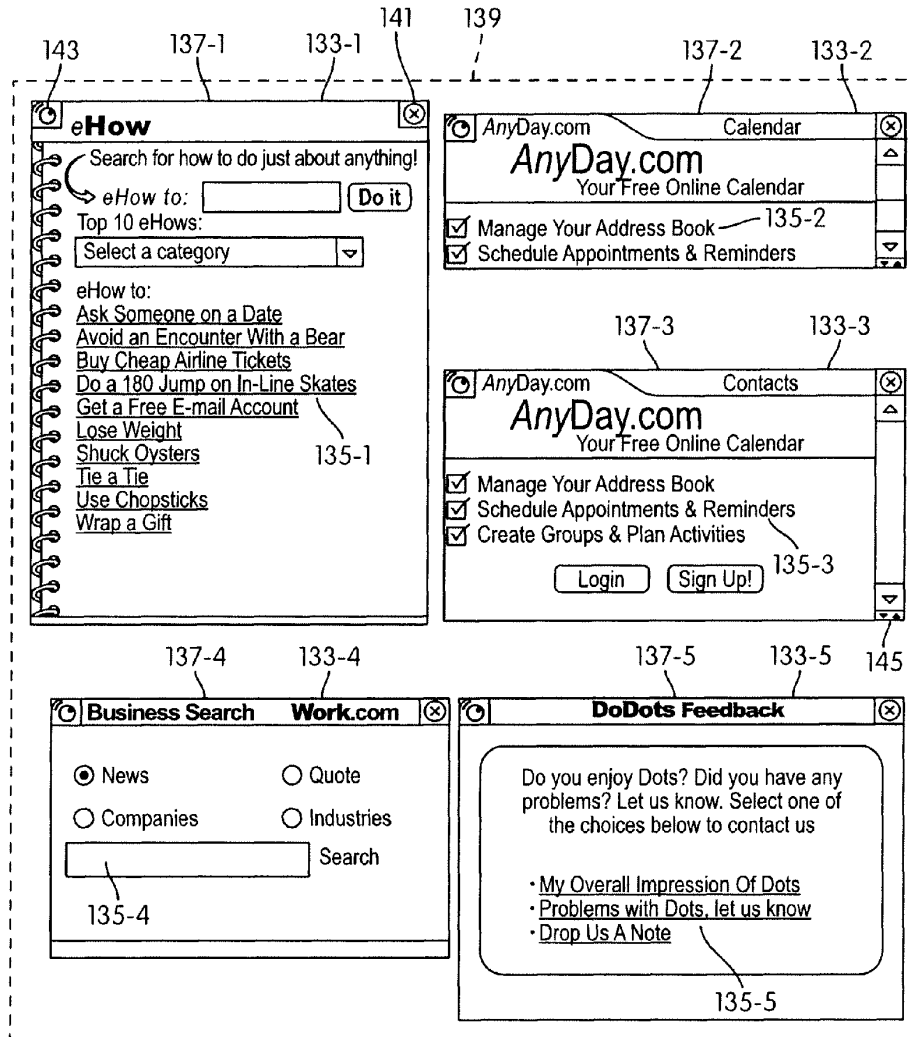 139
143
137-1
133-1
141
137-2
133-2
eHow
Search for how to do just about anything!
eHow to:
Do it
Top 10 eHows:
Select a category
eHow to:
Ask Someone on a Date
Avoid an Encounter With a Bear
Buy Cheap Airline Tickets
Do a 180 Jump on In-Line Skates
Get a Free E-mail Account
Lose Weight
Shuck Oysters
Tie a Tie
Use Chopsticks
Wrap a Gift
135-1
AnyDay.com
Calendar
AnyDay.com
Your Free Online Calendar
Manage Your Address Book
135-2
Schedule Appointments & Reminders
137-3
133-3
AnyDay.com
Contacts
AnyDay.com
Your Free Online Calendar
Manage Your Address Book
Schedule Appointments & Reminders
Create Groups & Plan Activities
135-3
Login
Sign Up!
145
137-4
133-4
Business Search
Work.com
News
Quote
Companies
Industries
Search
135-4
137-5
133-5
DoDots Feedback
Do you enjoy Dots? Did you have any
problems? Let us know. Select one of
the choices below to contact us
· My Overall Impression Of Dots
· Problems with Dots, let us know
· Drop Us A Note
135-5